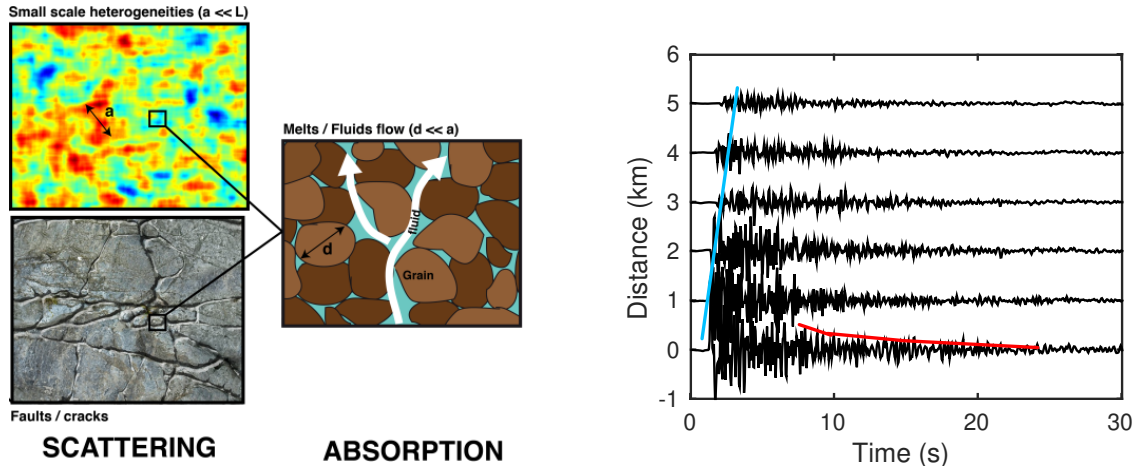 Small scale heterogeneities (a << L)
a
Melts / Fluids flow (d << a)
fluid
d
Grain
Faults / cracks
SCATTERING
ABSORPTION
6
5
4
3
2
1
0
-1
Distance (km)
0
10
20
30
Time (s)